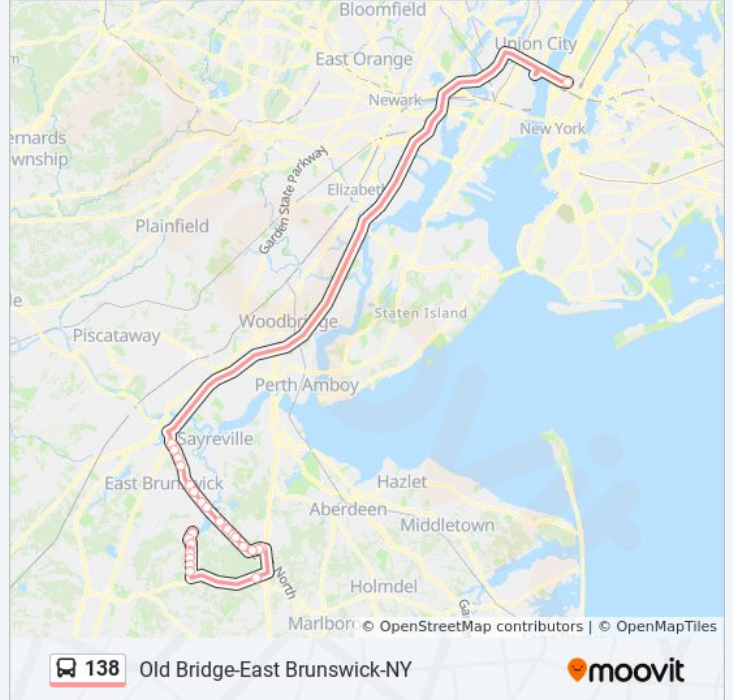 Bloomfield
Union City
East Orange
Newark
ernards
wnship
New York
Garden State Parkway
Elizabeth
Plainfield
le
Woodbridge
Staten Island
Piscataway
Perth Amboy
Sayreville
East Brunswick
Hazlet
Aberdeen
Middletown
North
Holmdel
Ga
Marlboro
© OpenStreetMap contributors | © OpenMapTiles
138
Old Bridge-East Brunswick-NY
moovit